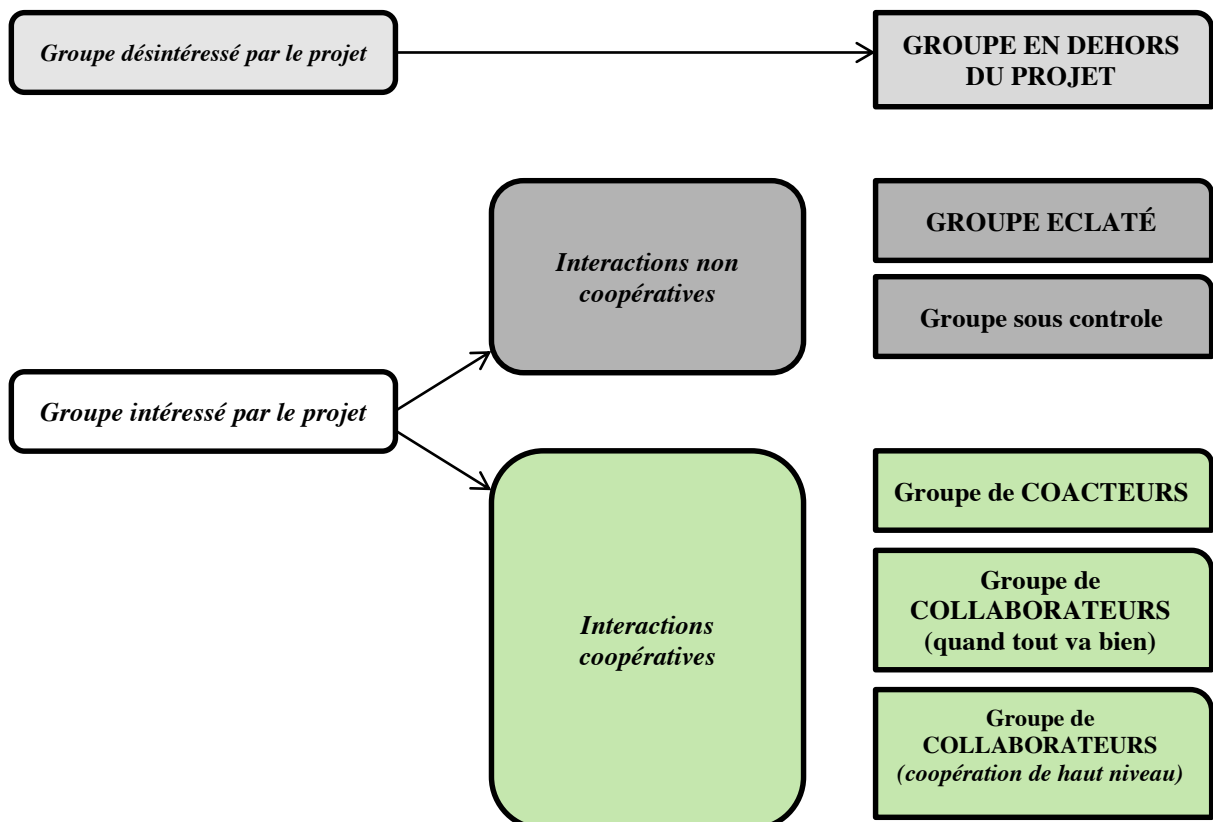 Groupe désintéressé par le projet
GROUPE EN DEHORS
DU PROJET
Interactions non
coopératives
GROUPE ECLATÉ
Groupe sous controle
Groupe intéressé par le projet
Interactions
coopératives
Groupe de COACTEURS
Groupe de
COLLABORATEURS
(quand tout va bien)
Groupe de
COLLABORATEURS
(coopération de haut niveau)